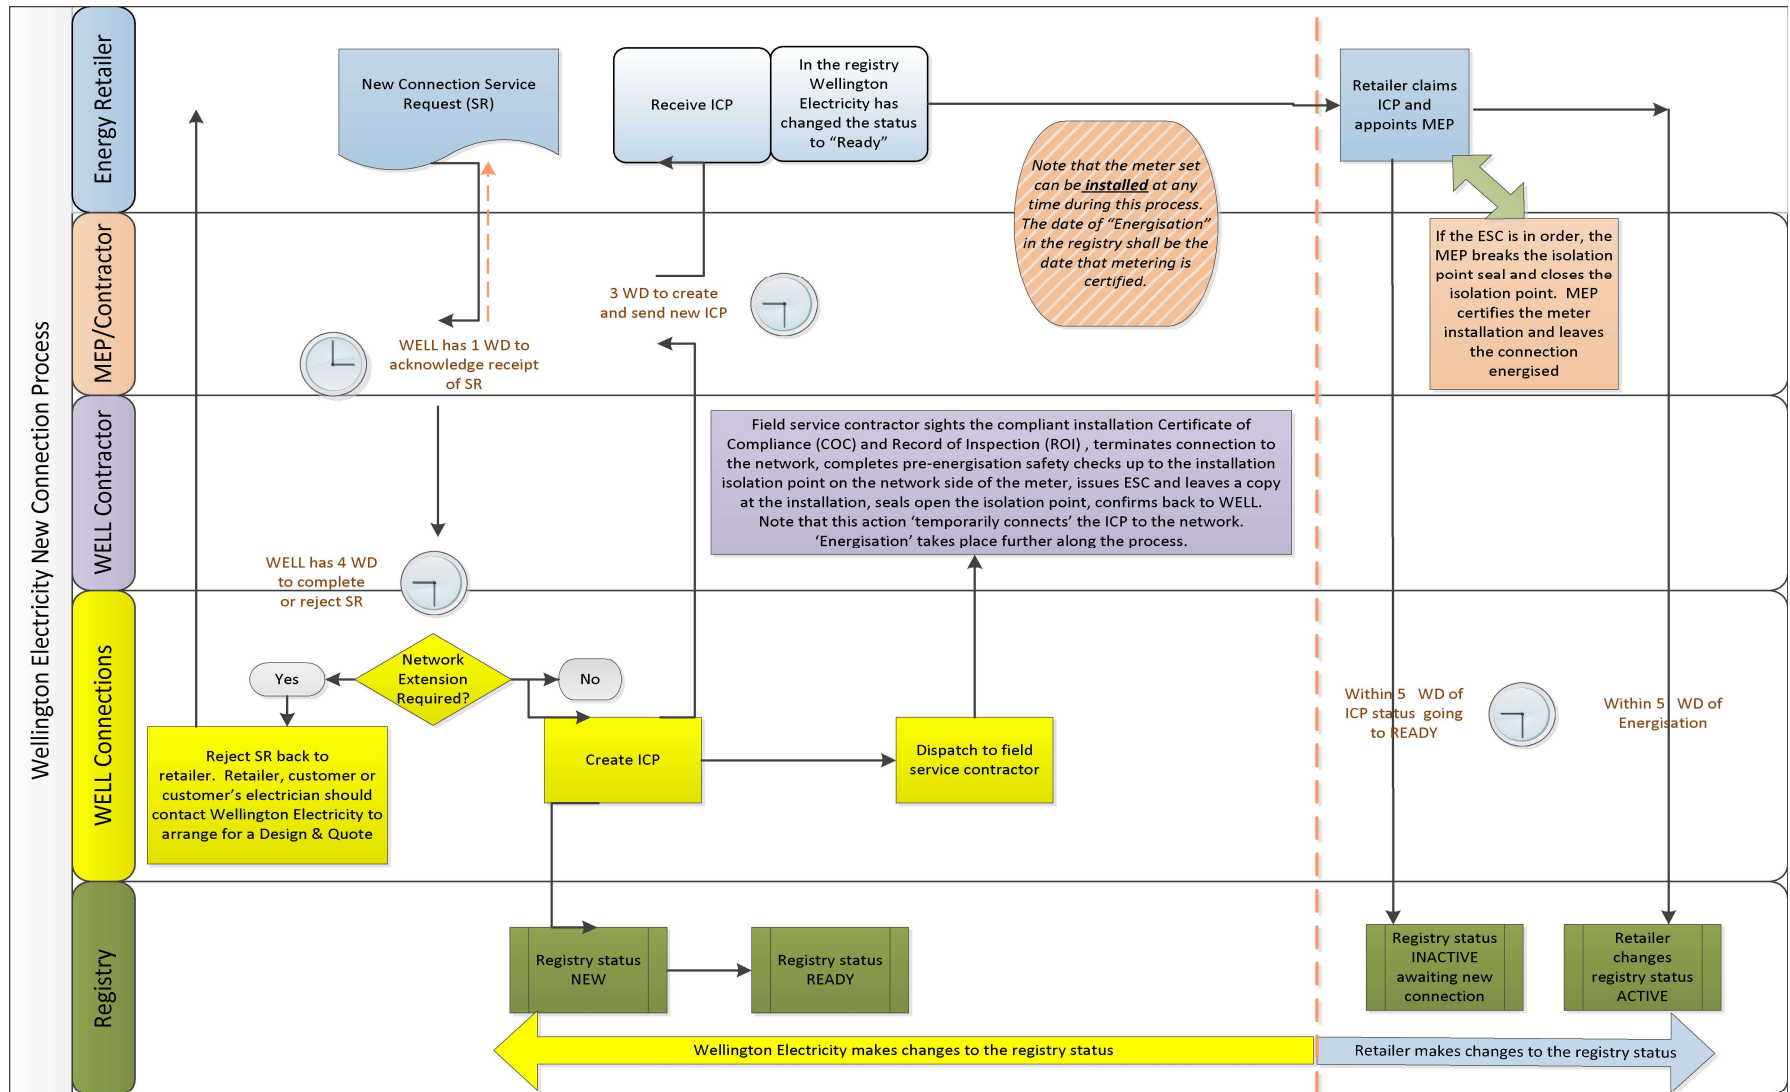 Wellington Electricity New Connection Process
Energy Retailer
New Connection Service
Request (SR)
Receive ICP
In the registry
Wellington
Electricity has
changed the status
to “Ready”
Retailer claims
ICP and
appoints MEP
Note that the meter set
can be installed at any
time during this process.
The date of “Energisation”
in the registry shall be the
date that metering is
certified.
MEP/Contractor
WELL has 1 WD to
acknowledge receipt
of SR
3 WD to create
and send new ICP
If the ESC is in order, the
MEP breaks the isolation
point seal and closes the
isolation point.  MEP
certifies the meter
installation and leaves
the connection
energised
WELL Contractor
Field service contractor sights the compliant installation Certificate of
Compliance (COC) and Record of Inspection (ROI) , terminates connection to
the network, completes pre-energisation safety checks up to the installation
isolation point on the network side of the meter, issues ESC and leaves a copy
at the installation, seals open the isolation point, confirms back to WELL.
Note that this action ‘temporarily connects’ the ICP to the network.
‘Energisation’ takes place further along the process.
WELL has 4 WD
to complete
or reject SR
WELL Connections
Network
Extension
Required?
Yes
No
Reject SR back to
retailer.  Retailer, customer or
customer’s electrician should
contact Wellington Electricity to
arrange for a Design & Quote
Create ICP
Dispatch to field
service contractor
Within 5 WD of
ICP status going
to READY
Within 5 WD of
Energisation
Registry
Registry status
NEW
Registry status
READY
Registry status
INACTIVE
awaiting new
connection
Retailer
changes
registry status
ACTIVE
Wellington Electricity makes changes to the registry status
Retailer makes changes to the registry status